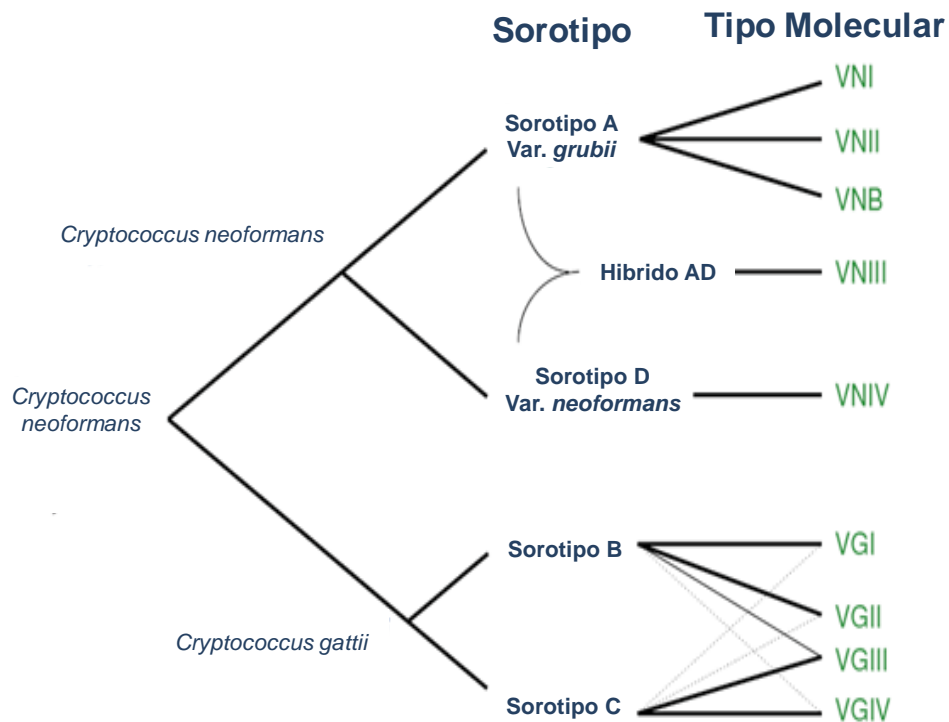 Sorotipo
Tipo Molecular
VNI
Sorotipo A
Var. grubii
VNII
VNB
Cryptococcus neoformans
Hibrido AD
VNIII
Sorotipo D
Var. neoformans
VNIV
Cryptococcus
neoformans
Sorotipo B
VGI
VGII
Cryptococcus gattii
VGIII
Sorotipo C
VGIV